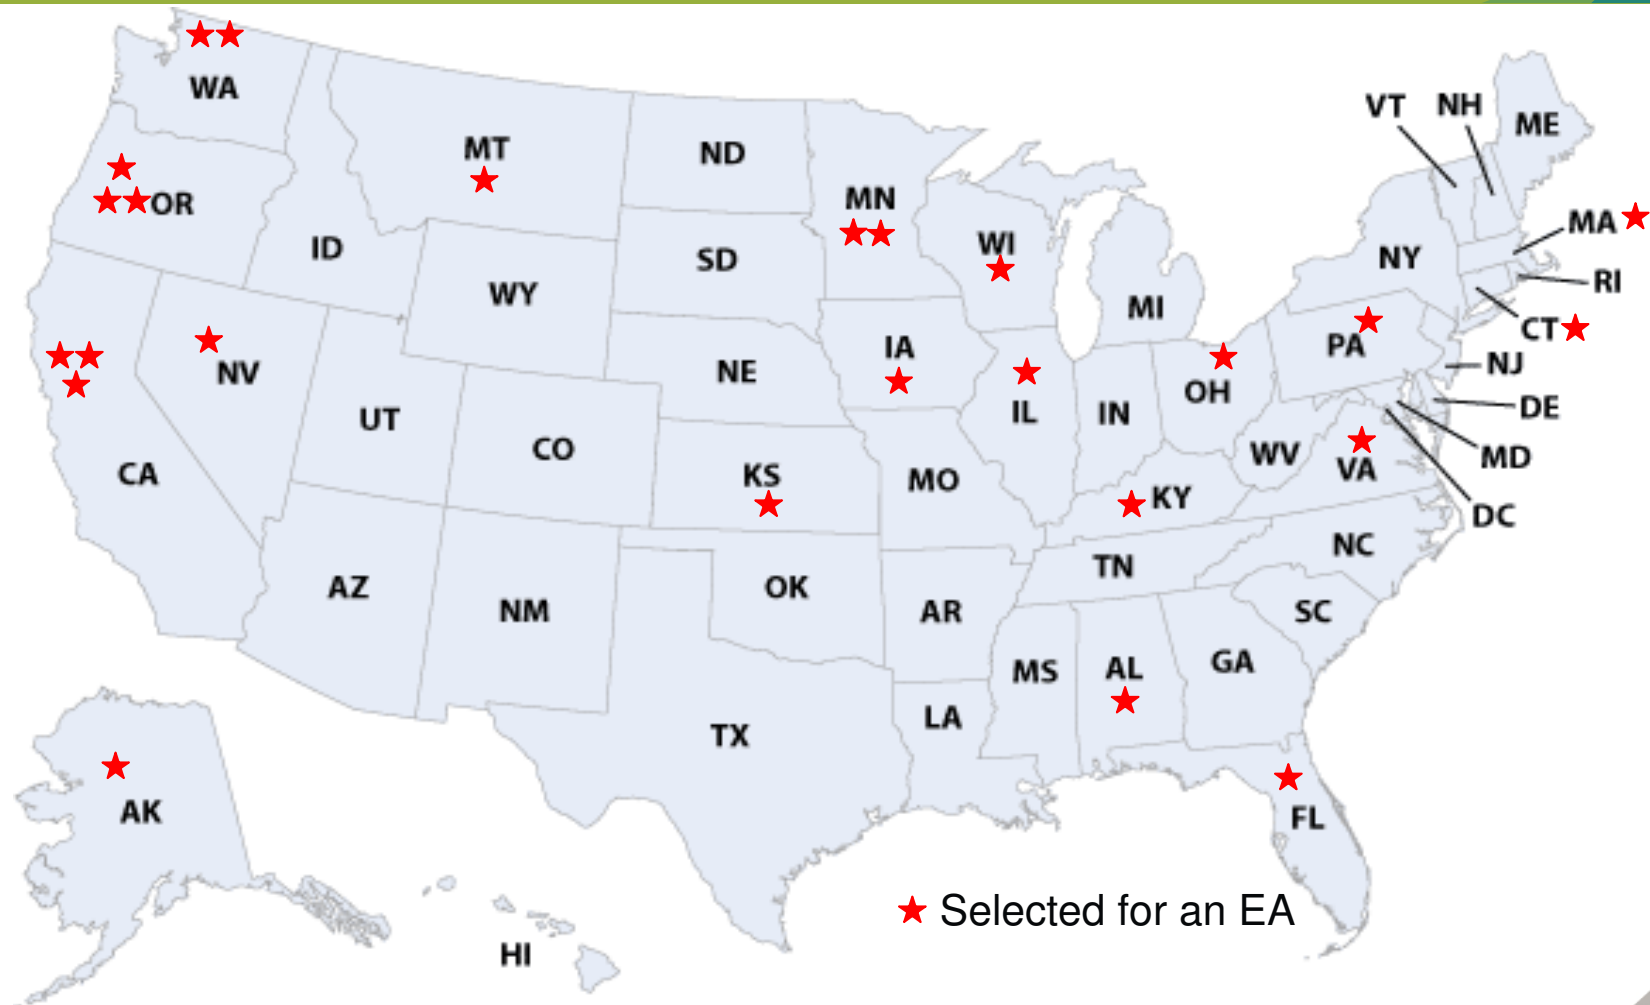 WA
VT
NH
ME
MT
ND
MN
OR
MA
ID
SD
WI
NY
RI
WY
MI
CT
NV
NE
IA
PA
NJ
UT
CO
IL
IN
OH
DE
CA
KS
MO
WV
VA
MD
KY
DC
AZ
NM
OK
TN
NC
AR
SC
MS
AL
GA
TX
LA
AK
FL
HI
Selected for an EA